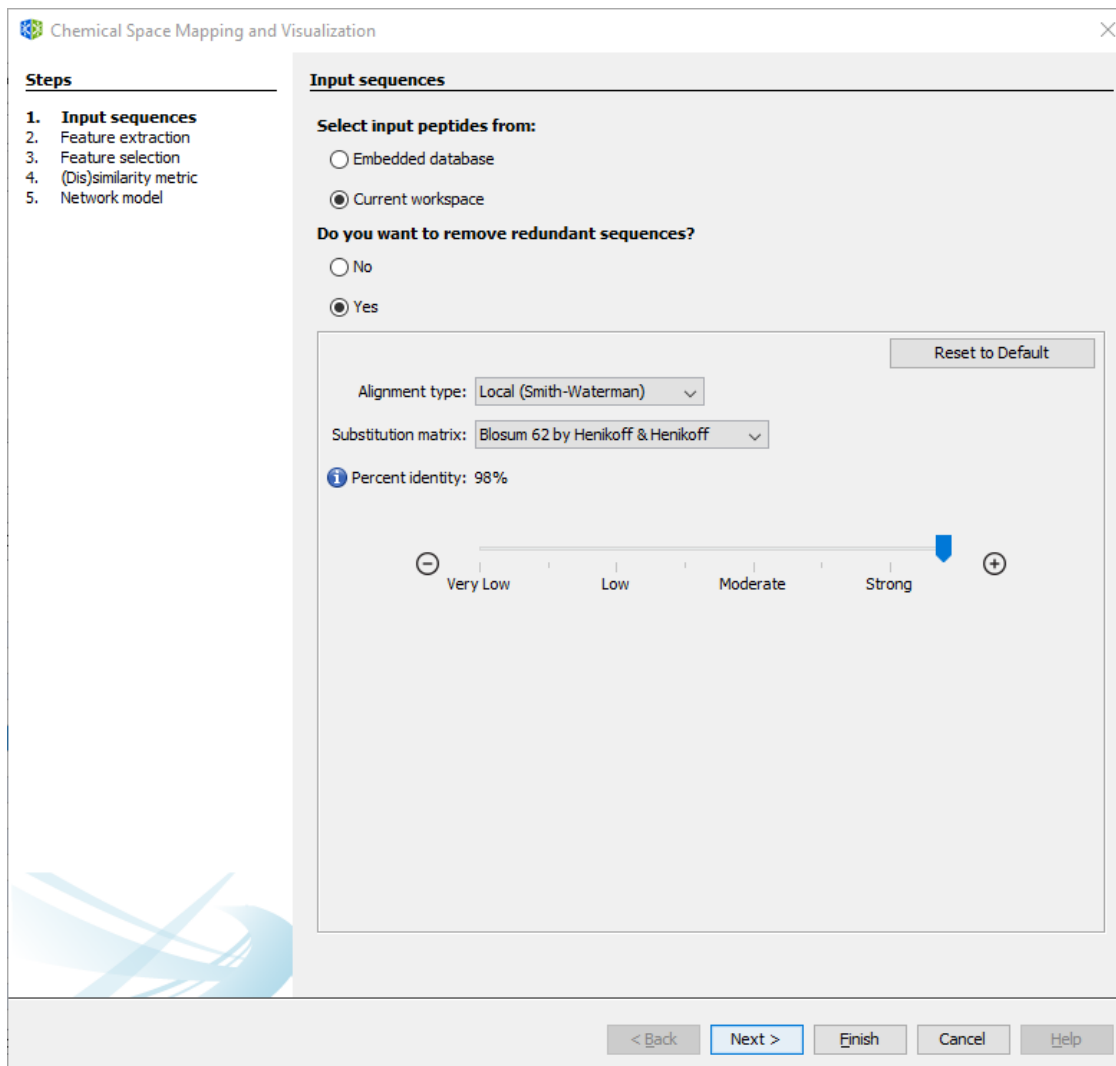 Chemical Space Mapping and Visualization
Steps
1. Input sequences
2. Feature extraction
3. Feature selection
4. (Dis)similarity metric
5. Network model
Input sequences
Select input peptides from:
Embedded database
Current workspace
Do you want to remove redundant sequences?
No
Yes
Reset to Default
Alignment type: Local (Smith-Waterman)
Substitution matrix: Blosum 62 by Henikoff & Henikoff
Percent identity: 98%
Very Low Low Moderate Strong
< Back Next > Finish Cancel Help